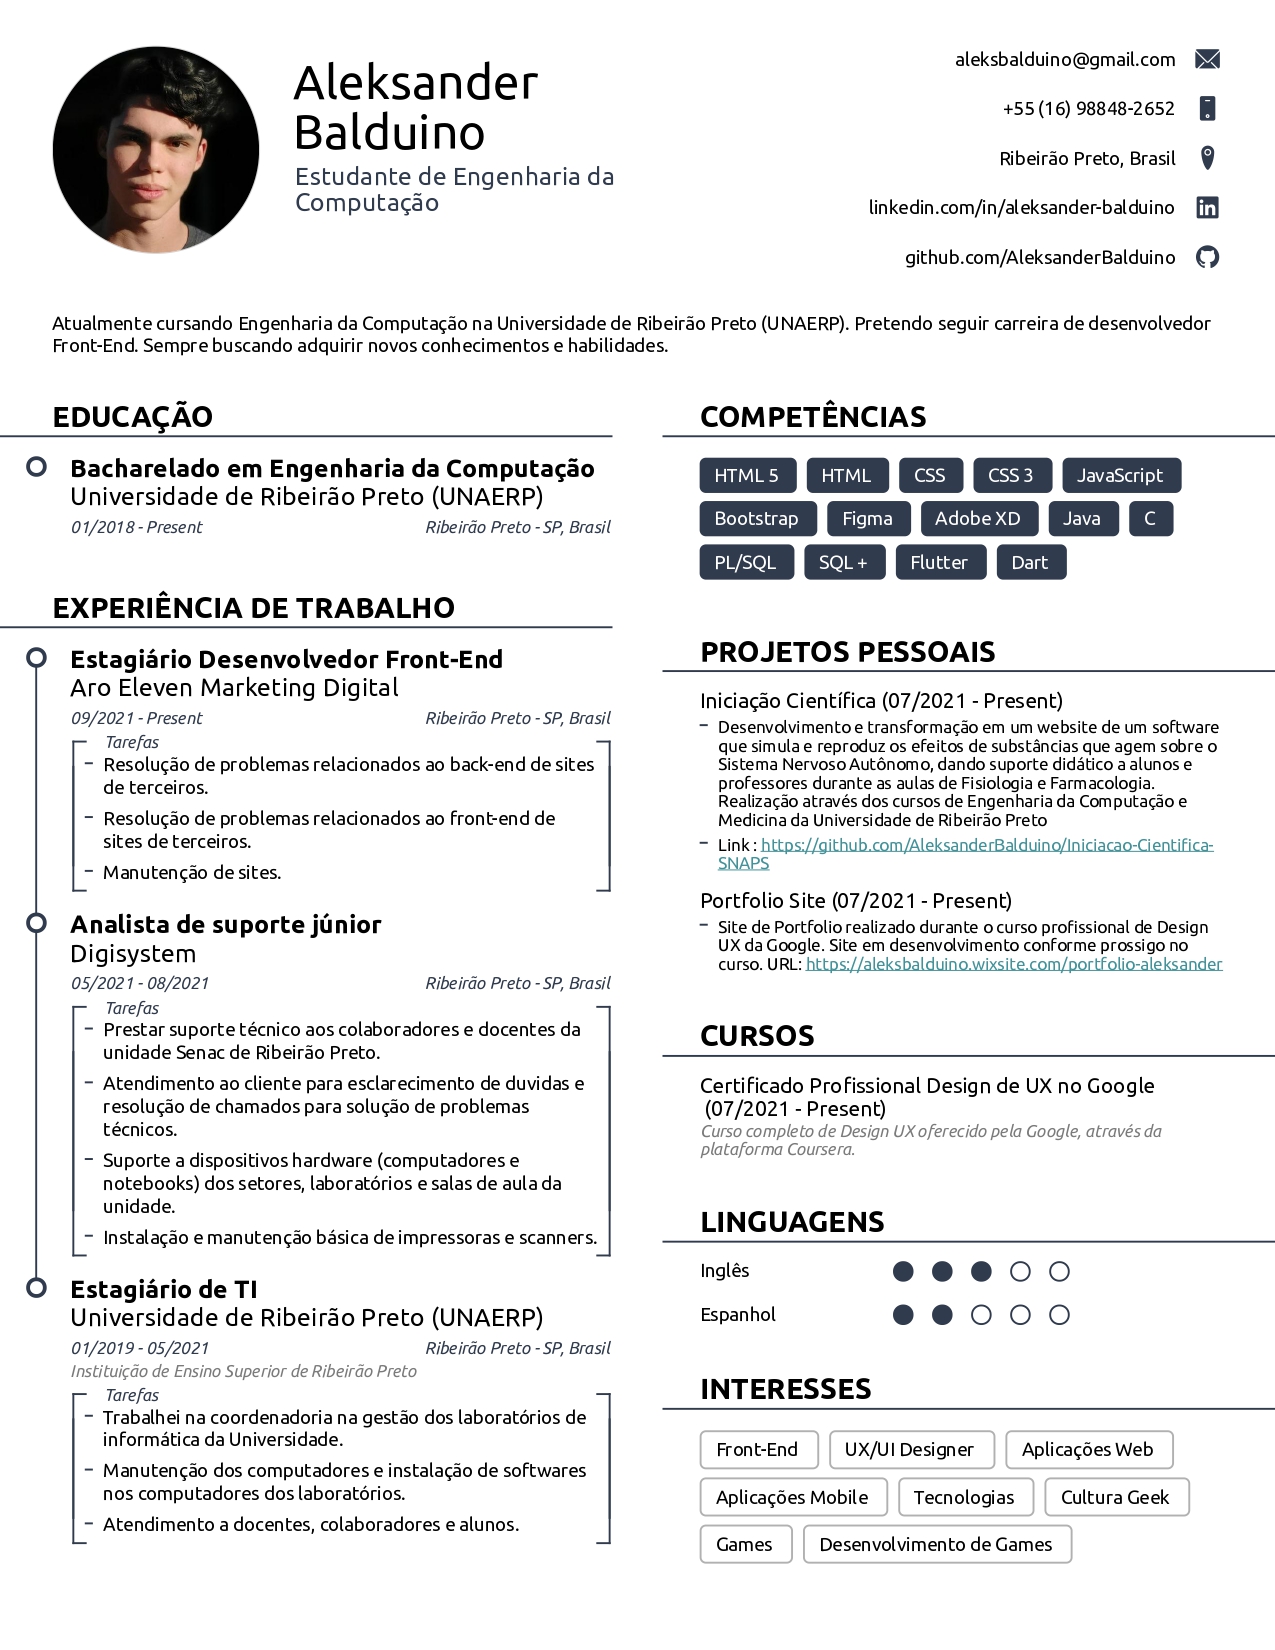 Aleksander
Balduino
Estudante de Engenharia da
Computação
aleksbalduino@gmail.com
+55 (16) 98848-2652
Ribeirão Preto, Brasil
linkedin.com/in/aleksander-balduino
github.com/AleksanderBalduino
Atualmente cursando Engenharia da Computação na Universidade de Ribeirão Preto (UNAERP). Pretendo seguir carreira de desenvolvedor
Front-End. Sempre buscando adquirir novos conhecimentos e habilidades.
EDUCAÇÃO
Bacharelado em Engenharia da Computação
Universidade de Ribeirão Preto (UNAERP)
01/2018 - Present Ribeirão Preto - SP, Brasil
EXPERIÊNCIA DE TRABALHO
Estagiário Desenvolvedor Front-End
Aro Eleven Marketing Digital
09/2021 - Present Ribeirão Preto - SP, Brasil
Tarefas
– Resolução de problemas relacionados ao back-end de sites
de terceiros.
– Resolução de problemas relacionados ao front-end de
sites de terceiros.
– Manutenção de sites.
Analista de suporte júnior
Digisystem
05/2021 - 08/2021 Ribeirão Preto - SP, Brasil
Tarefas
– Prestar suporte técnico aos colaboradores e docentes da
unidade Senac de Ribeirão Preto.
– Atendimento ao cliente para esclarecimento de duvidas e
resolução de chamados para solução de problemas
técnicos.
– Suporte a dispositivos hardware (computadores e
notebooks) dos setores, laboratórios e salas de aula da
unidade.
– Instalação e manutenção básica de impressoras e scanners.
Estagiário de TI
Universidade de Ribeirão Preto (UNAERP)
01/2019 - 05/2021 Ribeirão Preto - SP, Brasil
Instituição de Ensino Superior de Ribeirão Preto
Tarefas
– Trabalhei na coordenadoria na gestão dos laboratórios de
informática da Universidade.
– Manutenção dos computadores e instalação de softwares
nos computadores dos laboratórios.
– Atendimento a docentes, colaboradores e alunos.
COMPETÊNCIAS
HTML 5 HTML CSS CSS 3 JavaScript
Bootstrap Figma Adobe XD Java C
PL/SQL SQL + Flutter Dart
PROJETOS PESSOAIS
Iniciação Científica (07/2021 - Present)
– Desenvolvimento e transformação em um website de um software
que simula e reproduz os efeitos de substâncias que agem sobre o
Sistema Nervoso Autônomo, dando suporte didático a alunos e
professores durante as aulas de Fisiologia e Farmacologia.
Realização através dos cursos de Engenharia da Computação e
Medicina da Universidade de Ribeirão Preto
– Link : https://github.com/AleksanderBalduino/Iniciacao-Cientifica-
SNAPS
Portfolio Site (07/2021 - Present)
– Site de Portfolio realizado durante o curso profissional de Design
UX da Google. Site em desenvolvimento conforme prossigo no
curso. URL: https://aleksbalduino.wixsite.com/portfolio-aleksander
CURSOS
Certificado Profissional Design de UX no Google
(07/2021 - Present)
Curso completo de Design UX oferecido pela Google, através da
plataforma Coursera.
LINGUAGENS
Inglês
Espanhol
INTERESSES
Front-End UX/UI Designer Aplicações Web
Aplicações Mobile Tecnologias Cultura Geek
Games Desenvolvimento de Games